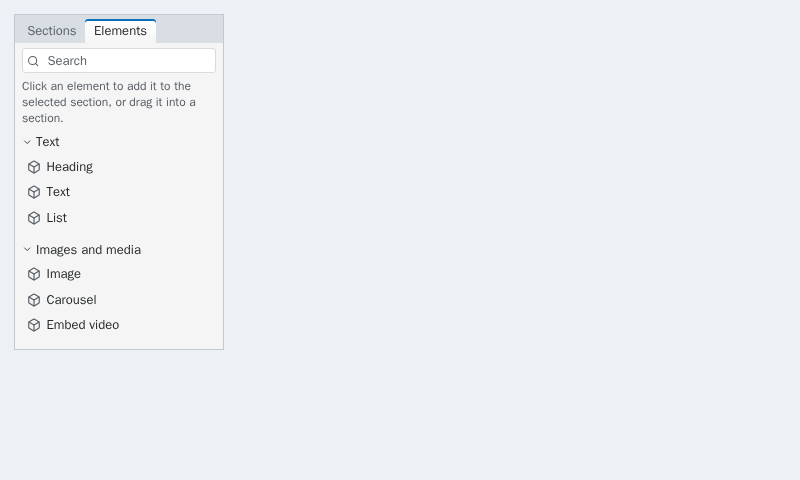 Sections Elements
Search
Click an element to add it to the
selected section, or drag it into a
section.
Text
Heading
Text
List
Images and media
Image
Carousel
Embed video